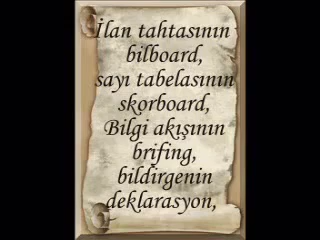 İlan tahtasının
bilboard,
sayı tabelasının
skorboard,
Bilgi akışının
brifing,
bildirgenin
deklarasyon,